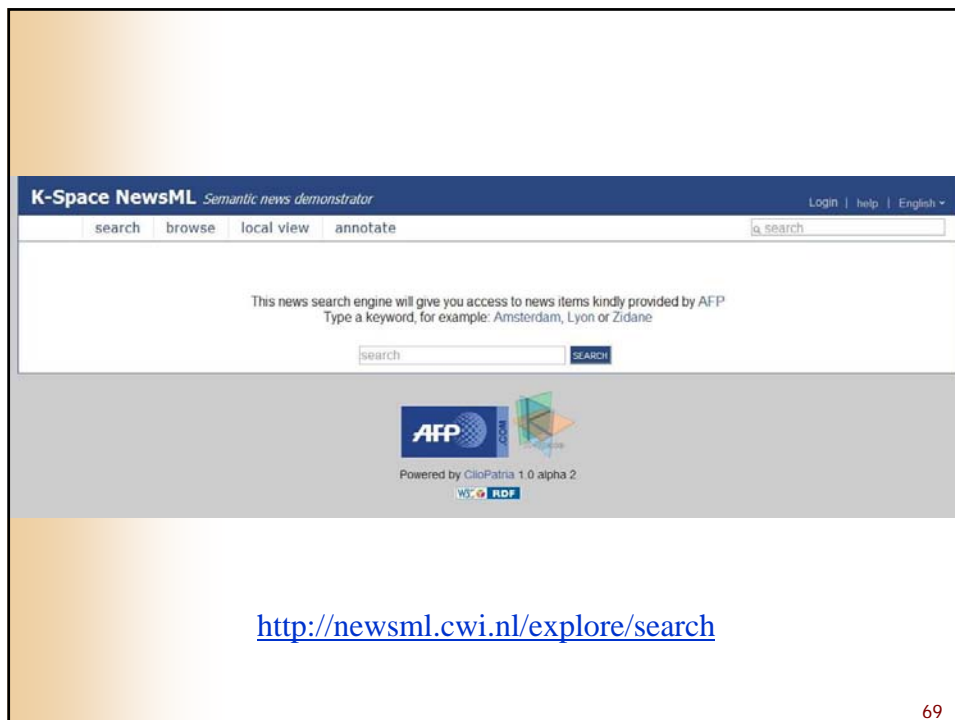 K-Space NewsML Semantic news demonstrator
Login | help | English
search browse local view annotate
search
This news search engine will give you access to news items kindly provided by AFP
Type a keyword, for example: Amsterdam, Lyon or Zidane
search SEARCH
AFP .COM
Powered by ClioPatria 1.0 alpha 2
W3C RDF
http://newsml.cwi.nl/explore/search
69